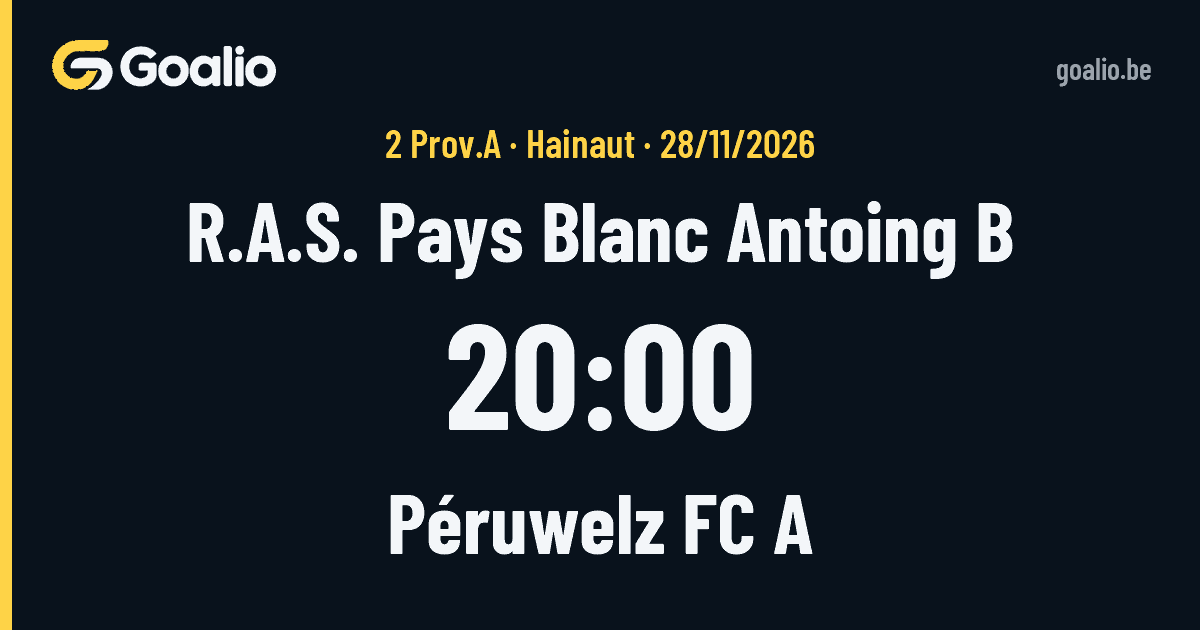 Goalio
goalio.be
2 Prov.A · Hainaut · 28/11/2026
R.A.S. Pays Blanc Antoing B
20:00
Péruwelz FC A